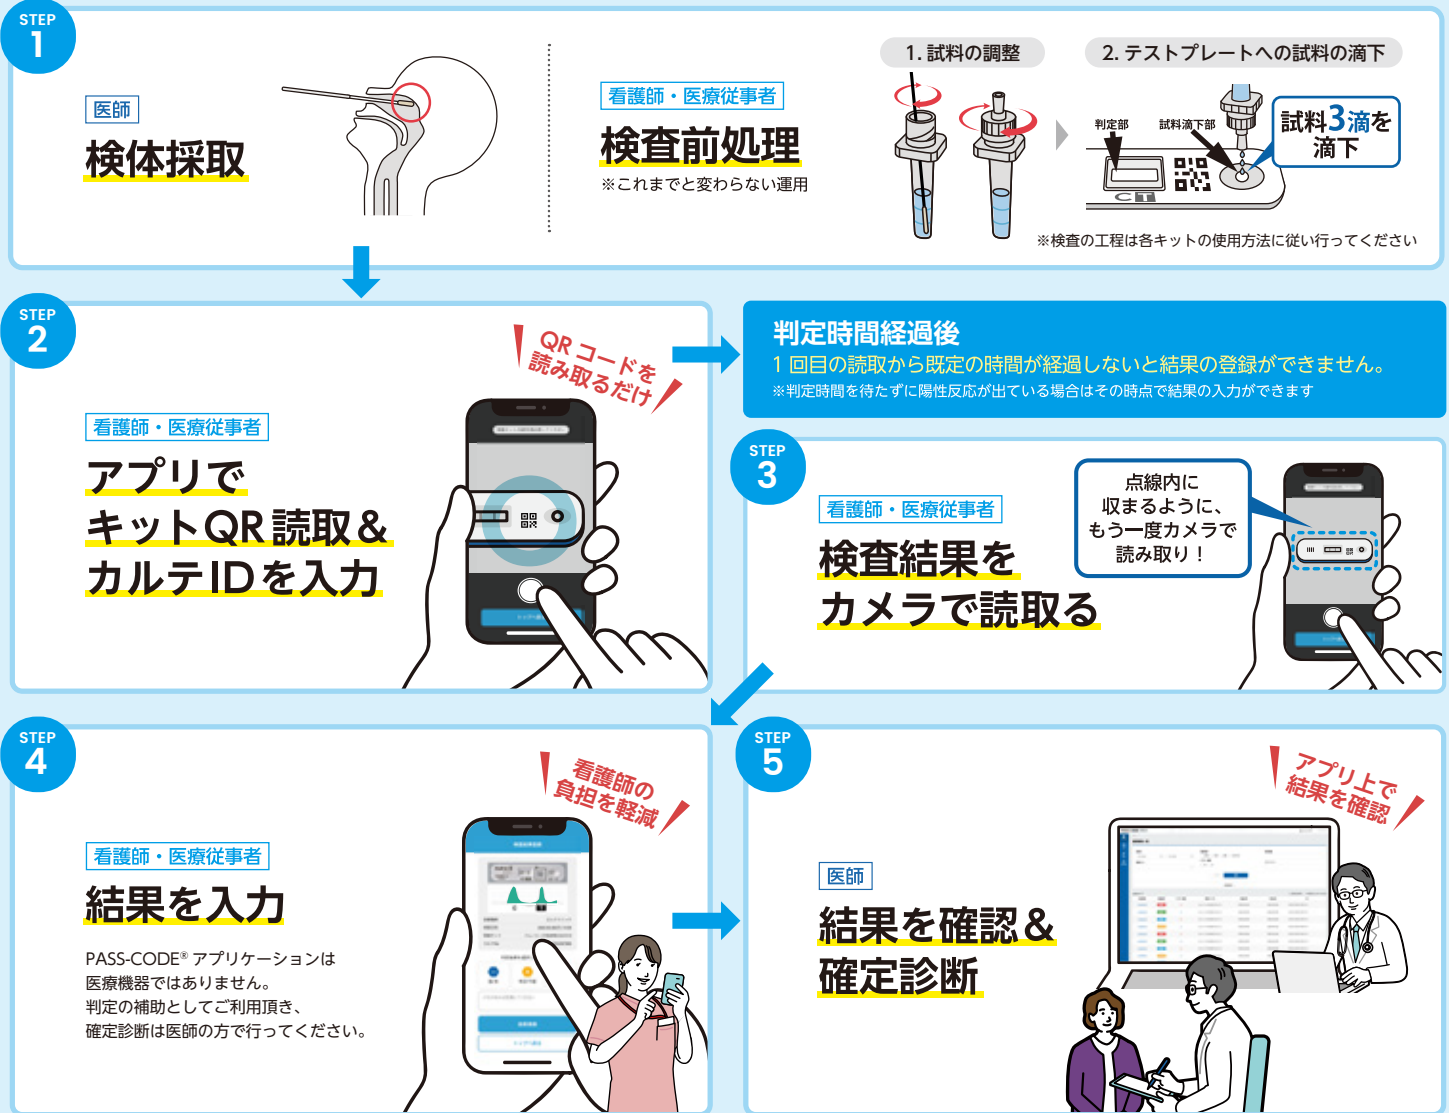 STEP
1
医師
検体採取
看護師・医療従事者
検査前処理
※これまでと変わらない運用
1. 試料の調整
2. テストプレートへの試料の滴下
判定部
試料滴下部
試料3滴を
滴下
C T
※検査の工程は各キットの使用方法に従い行ってください
STEP
2
QRコードを
読み取るだけ
看護師・医療従事者
アプリで
キットQR読取&
カルテIDを入力
判定時間経過後
1回目の読取から既定の時間が経過しないと結果の登録ができません。
※判定時間を待たずに陽性反応が出ている場合はその時点で結果の入力ができます
STEP
3
看護師・医療従事者
検査結果を
カメラで読取る
点線内に
収まるように、
もう一度カメラで
読み取り!
STEP
4
看護師の
負担を軽減
看護師・医療従事者
結果を入力
PASS-CODE® アプリケーションは
医療機器ではありません。
判定の補助としてご利用頂き、
確定診断は医師の方で行ってください。
STEP
5
アプリ上で
結果を確認
医師
結果を確認&
確定診断